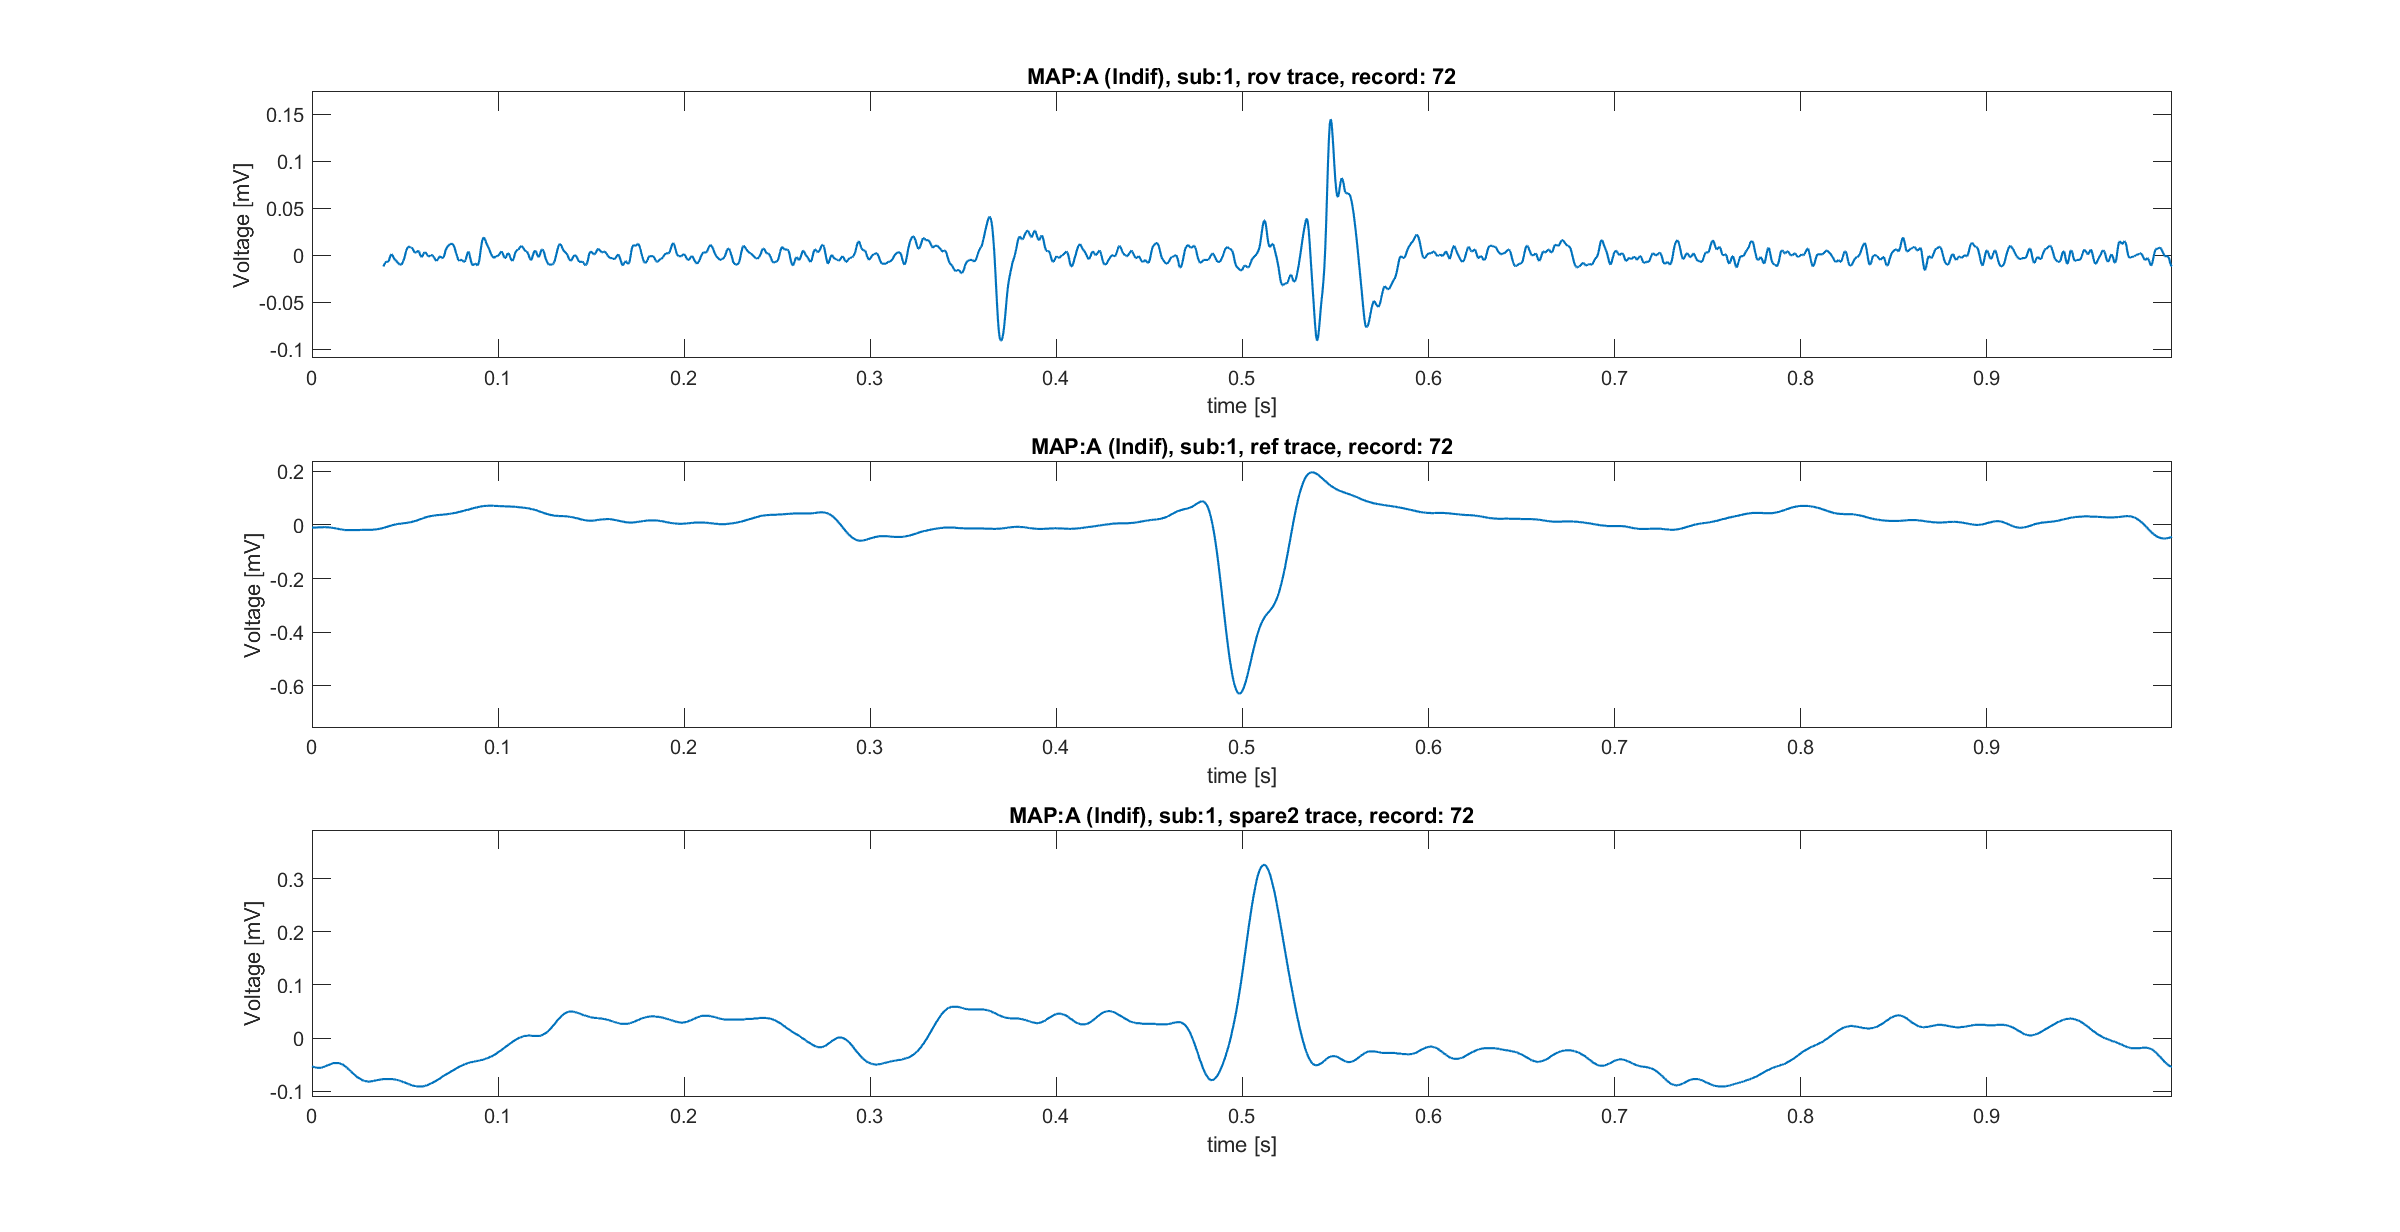 MAP:A (Indif), sub:1, rov trace, record: 72
Voltage [mV]
0.15
0.1
0.05
0
-0.05
-0.1
0 0.1 0.2 0.3 0.4 0.5 0.6 0.7 0.8 0.9
time [s]
MAP:A (Indif), sub:1, ref trace, record: 72
Voltage [mV]
0.2
0
-0.2
-0.4
-0.6
0 0.1 0.2 0.3 0.4 0.5 0.6 0.7 0.8 0.9
time [s]
MAP:A (Indif), sub:1, spare2 trace, record: 72
Voltage [mV]
0.3
0.2
0.1
0
-0.1
0 0.1 0.2 0.3 0.4 0.5 0.6 0.7 0.8 0.9
time [s]